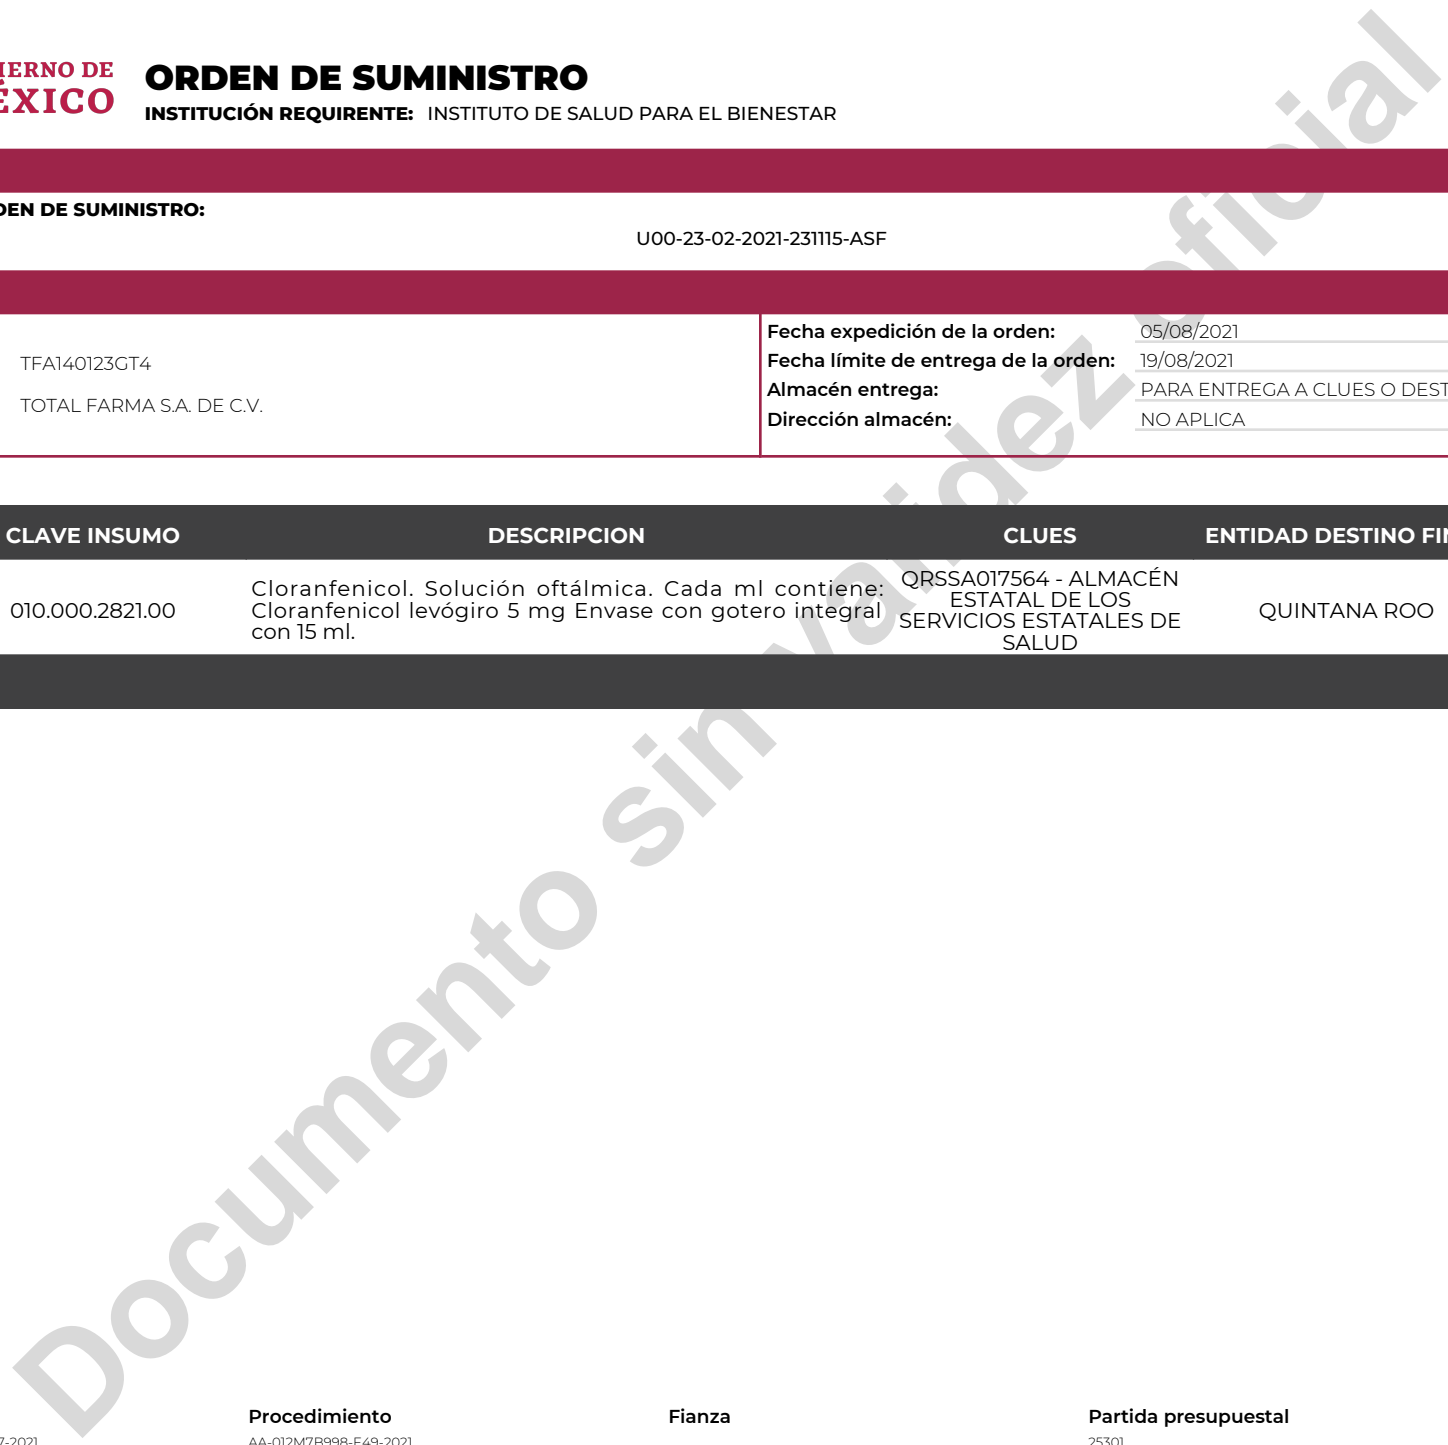 ORDEN DE SUMINISTRO
INSTITUCIÓN REQUIRENTE: INSTITUTO DE SALUD PARA EL BIENESTAR
DE
ÉXICO
DE SUMINISTRO:
U00-23-02-2021-231115-ASF
TFA140123GT4
TOTAL FARMA S.A. DE C.V.
Fecha expedición de la orden: 05/08/2021
Fecha límite de entrega de la orden: 19/08/2021
Almacén entrega: PARA ENTREGA A CLUES O DEST
Dirección almacén: NO APLICA
CLAVE INSUMO DESCRIPCION CLUES ENTIDAD DESTINO FIN
010.000.2821.00
Cloranfenicol. Solución oftálmica. Cada ml contiene:
Cloranfenicol levógiro 5 mg Envase con gotero integral
con 15 ml.
QRSSA017564 - ALMACÉN
ESTATAL DE LOS
SERVICIOS ESTATALES DE
SALUD
QUINTANA ROO
Documento sin validez oficial
Procedimiento Fianza Partida presupuestal
-2021 AA-012M7B998-E49-2021 25301